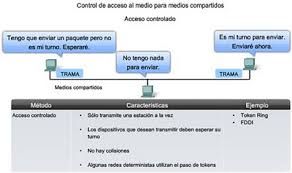 Control de acceso al medio para medios compartidos
Acceso controlado
Tengo que enviar un paquete pero no
es mi turno. Esperaré.
No tengo nada
para enviar.
Es mi turno para enviar.
Enviaré ahora.
TRAMA
TRAMA
Medios compartidos
Método
Características
Ejemplo
Acceso controlado
• Sólo transmite una estación a la vez
• Los dispositivos que desean transmitir deben esperar su
turno
• No hay colisiones
• Algunas redes deterministas utilizan el paso de tokens
• Token Ring
• FDDI